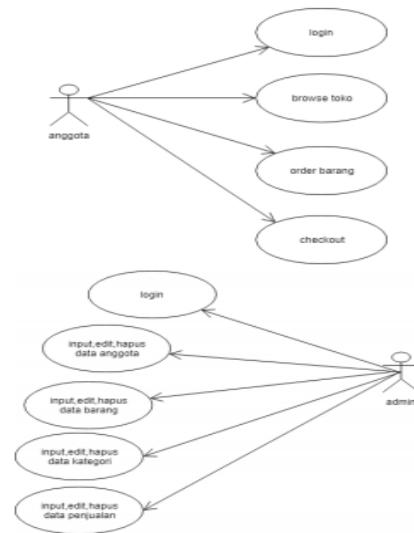 login
browse toko
anggota
order barang
checkout
login
input,edit,hapus
data anggota
input,edit,hapus
data barang
admin
input,edit,hapus
data kategori
input,edit,hapus
data penjualan